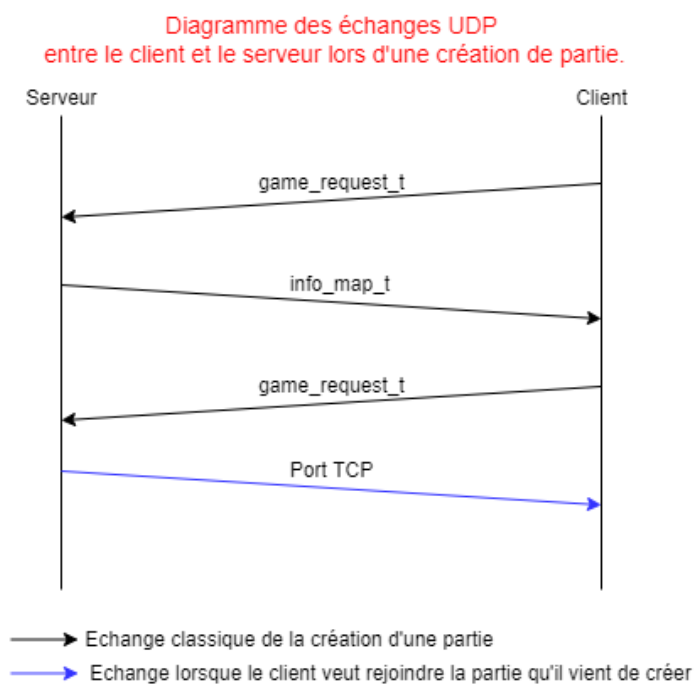 Diagramme des échanges UDP
entre le client et le serveur lors d'une création de partie.
Serveur
Client
game_request_t
info_map_t
game_request_t
Port TCP
Echange classique de la création d'une partie
Echange lorsque le client veut rejoindre la partie qu'il vient de créer